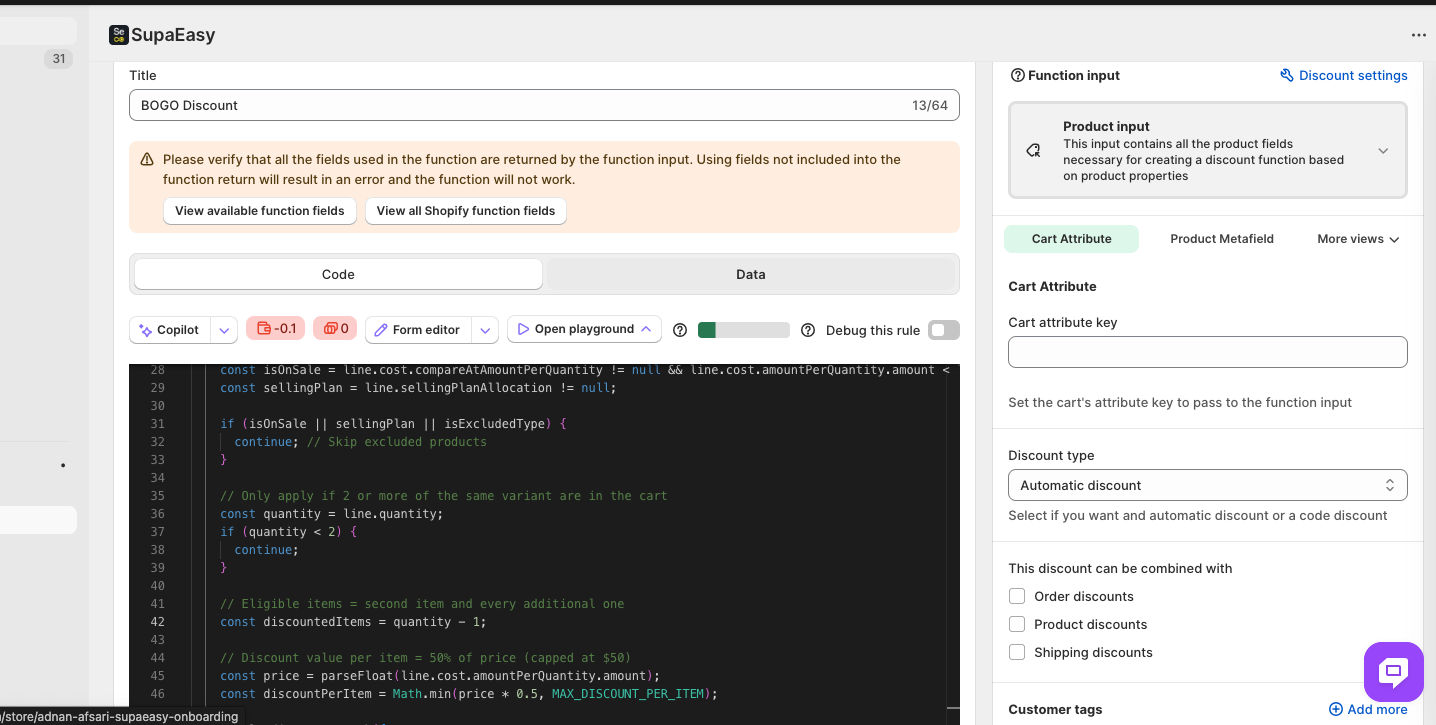 31
Se
SupaEasy
Title
BOGO Discount 13/64
Please verify that all the fields used in the function are returned by the function input. Using fields not included into the
function return will result in an error and the function will not work.
View available function fields View all Shopify function fields
Code Data
Copilot -0.1 0 Form editor Open playground Debug this rule
28 const isOnSale = line.cost.compareAtAmountPerQuantity != null && line.cost.amountPerQuantity.amount <
29 const sellingPlan = line.sellingPlanAllocation != null;
30
31 if (isOnSale || sellingPlan || isExcludedType) {
32 continue; // Skip excluded products
33 }
34
35 // Only apply if 2 or more of the same variant are in the cart
36 const quantity = line.quantity;
37 if (quantity < 2) {
38 continue;
39 }
40
41 // Eligible items = second item and every additional one
42 const discountedItems = quantity - 1;
43
44 // Discount value per item = 50% of price (capped at $50)
45 const price = parseFloat(line.cost.amountPerQuantity.amount);
46 const discountPerItem = Math.min(price * 0.5, MAX_DISCOUNT_PER_ITEM);
/store/adnan-afsari-supaeasy-onboarding
Function input Discount settings
Product input
This input contains all the product fields
necessary for creating a discount function based
on product properties
Cart Attribute Product Metafield More views
Cart Attribute
Cart attribute key
Set the cart's attribute key to pass to the function input
Discount type
Automatic discount
Select if you want and automatic discount or a code discount
This discount can be combined with
Order discounts
Product discounts
Shipping discounts
Customer tags Add more